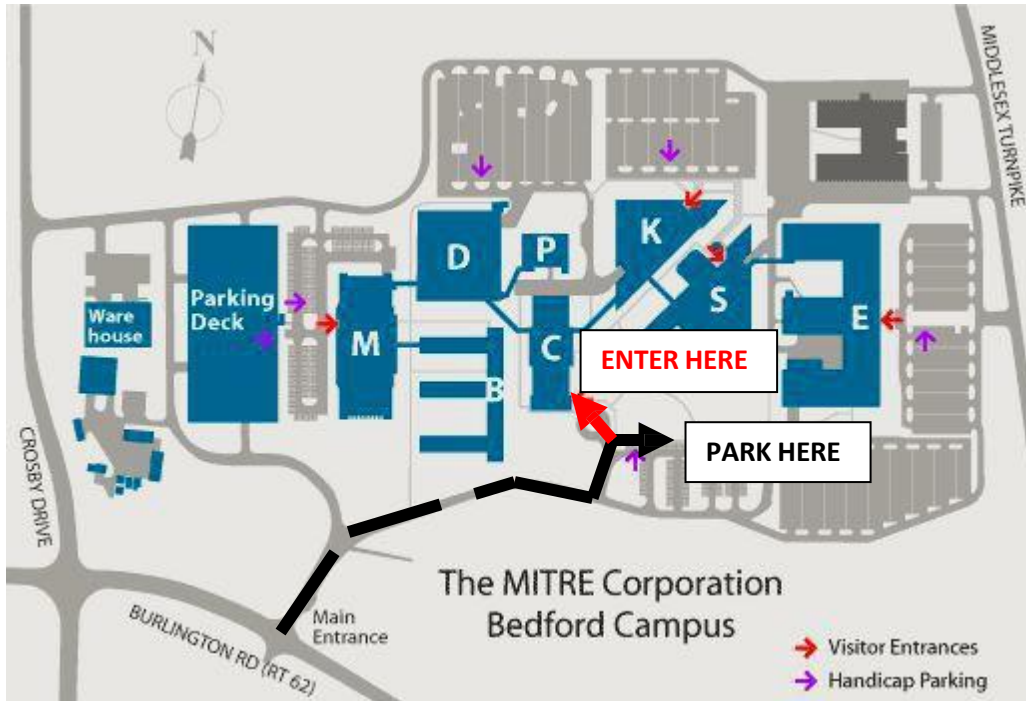 N
MIDDLESEX TURNPIKE
K
D
P
Parking
Deck
S
E
Ware
house
M
C
ENTER HERE
B
PARK HERE
CROSBY DRIVE
The MITRE Corporation
Bedford Campus
Main
Entrance
BURLINGTON RD (RT 62)
Visitor Entrances
Handicap Parking